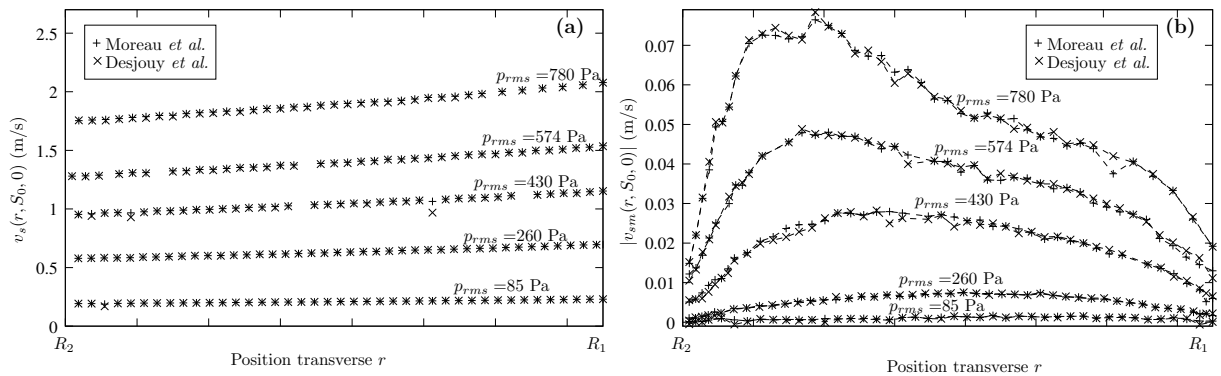 (a)
2.5
2
1.5
1
0.5
0
v_s(r, S_0, 0) (m/s)
+ Moreau et al.
× Desjouy et al.
p_rms =780 Pa
p_rms =574 Pa
p_rms =430 Pa
p_rms =260 Pa
p_rms =85 Pa
R_2
R_1
Position transverse r
(b)
0.07
0.06
0.05
0.04
0.03
0.02
0.01
0
|v_sm(r, S_0, 0)| (m/s)
+ Moreau et al.
× Desjouy et al.
p_rms =780 Pa
p_rms =574 Pa
p_rms =430 Pa
p_rms =260 Pa
p_rms =85 Pa
R_2
R_1
Position transverse r